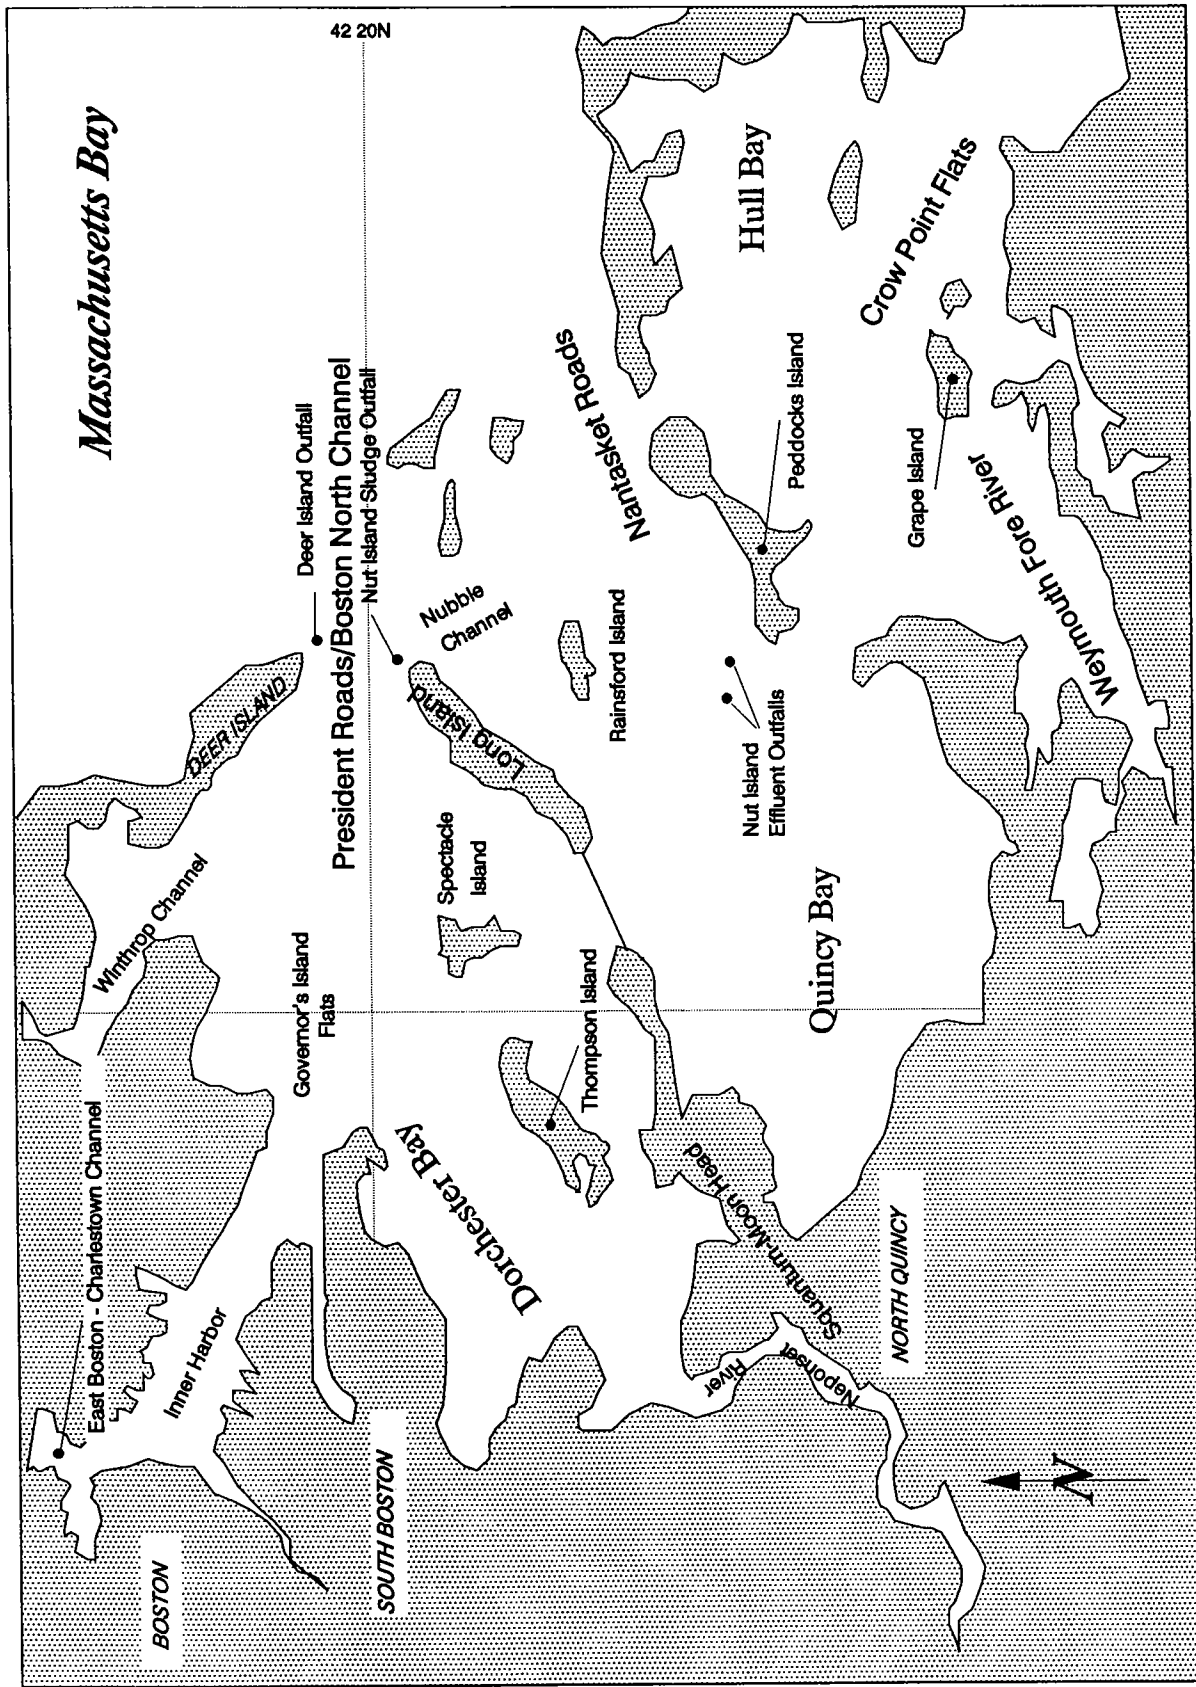 Massachusetts Bay
42 20N
Deer Island Outfall
President Roads/Boston North Channel
Nut Island Sludge Outfall
DEER ISLAND
Winthrop Channel
East Boston - Charlestown Channel
Inner Harbor
BOSTON
SOUTH BOSTON
Governor's Island
Flats
Spectacle
Island
Long Island
Nubble
Channel
Nantasket Roads
Hull Bay
Crow Point Flats
Peddocks Island
Grape Island
Rainsford Island
Nut Island
Effluent Outfalls
Thompson Island
Dorchester Bay
Quincy Bay
Squantum-Moon Head
Neponset
River
NORTH QUINCY
Weymouth Fore River
N